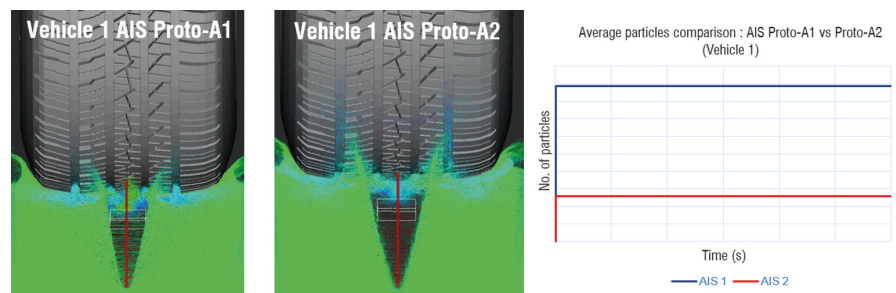 Vehicle 1 AIS Proto-A1
Vehicle 1 AIS Proto-A2
Average particles comparison : AIS Proto-A1 vs Proto-A2
(Vehicle 1)
No. of particles
Time (s)
AIS 1
AIS 2